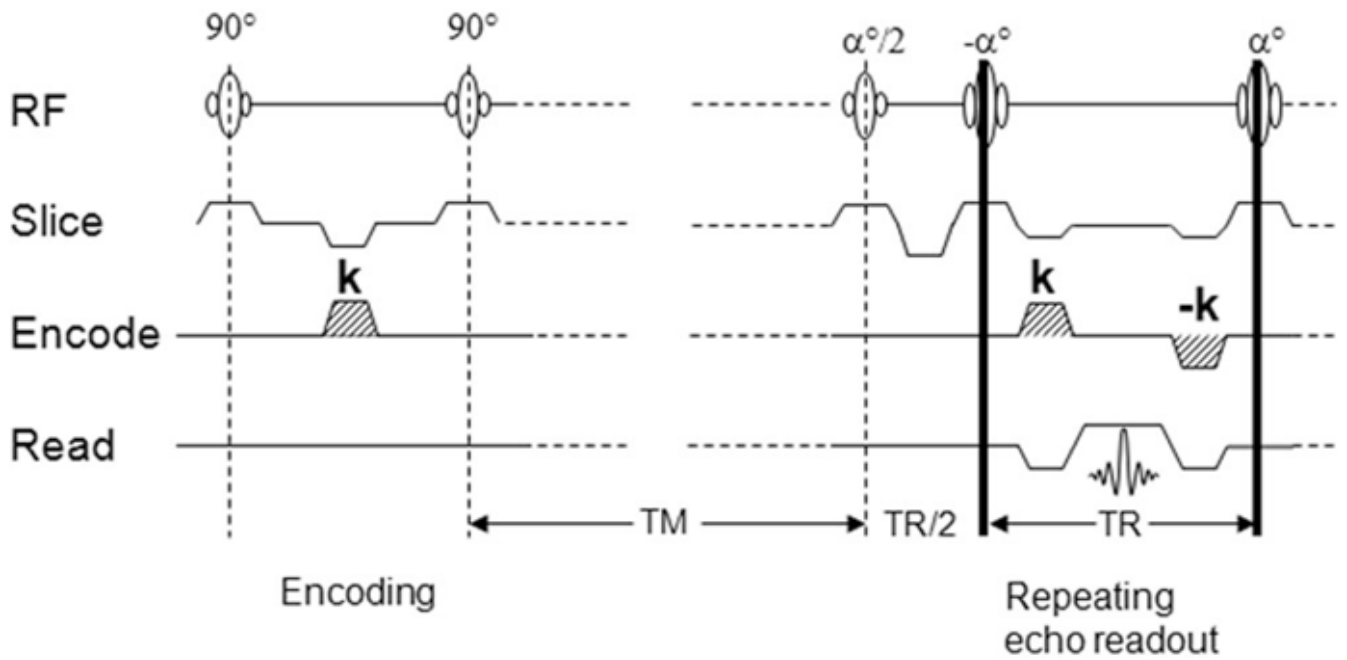 90° 90° α°/2 -α° α°
RF
Slice
k k -k
Encode
Read
TM TR/2 TR
Encoding Repeating
echo readout